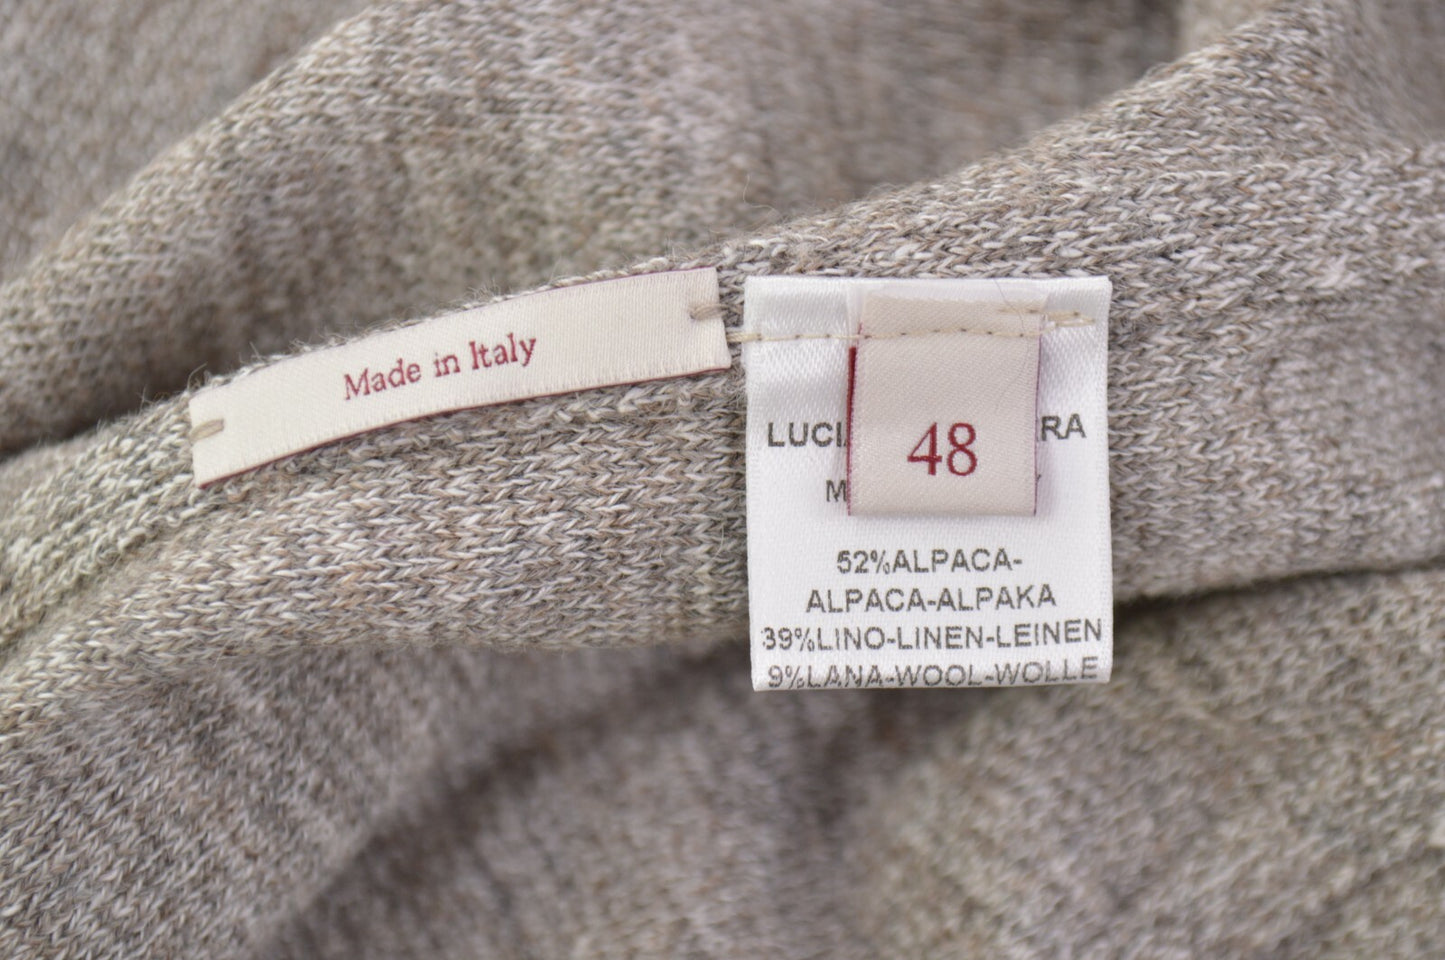 Made in Italy
48
52%ALPACA-
ALPACA-ALPAKA
39%LINO-LINEN-LEINEN
9%LANA-WOOL-WOLLE